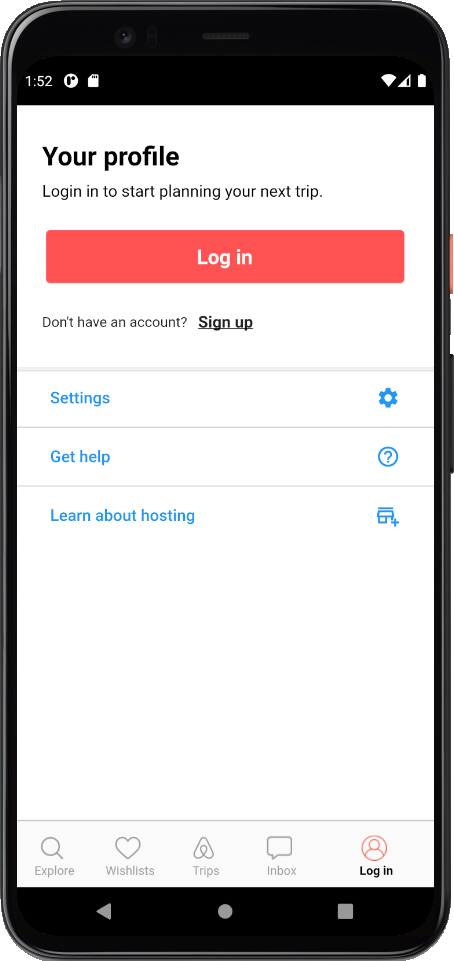 1:52
Your profile
Login in to start planning your next trip.
Log in
Don't have an account? Sign up
Settings
Get help
Learn about hosting
Explore Wishlists Trips Inbox Log in